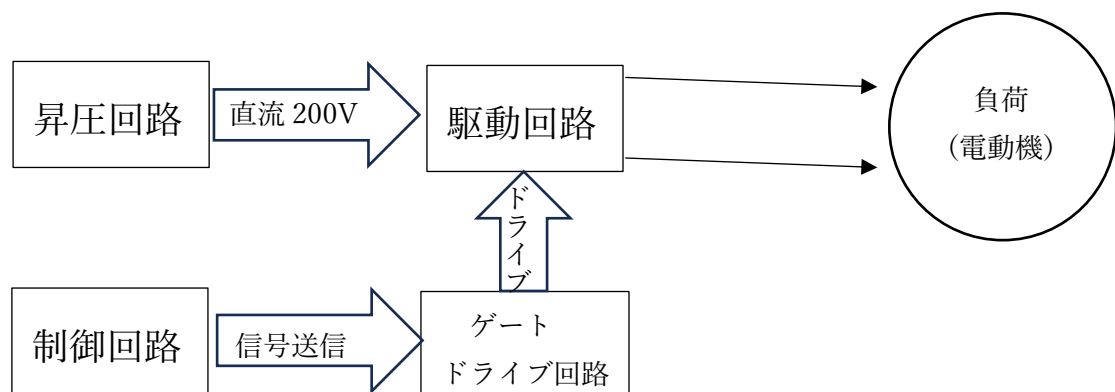 昇圧回路
直流 200V
駆動回路
負荷
(電動機)
ドライブ
制御回路
信号送信
ゲート
ドライブ回路